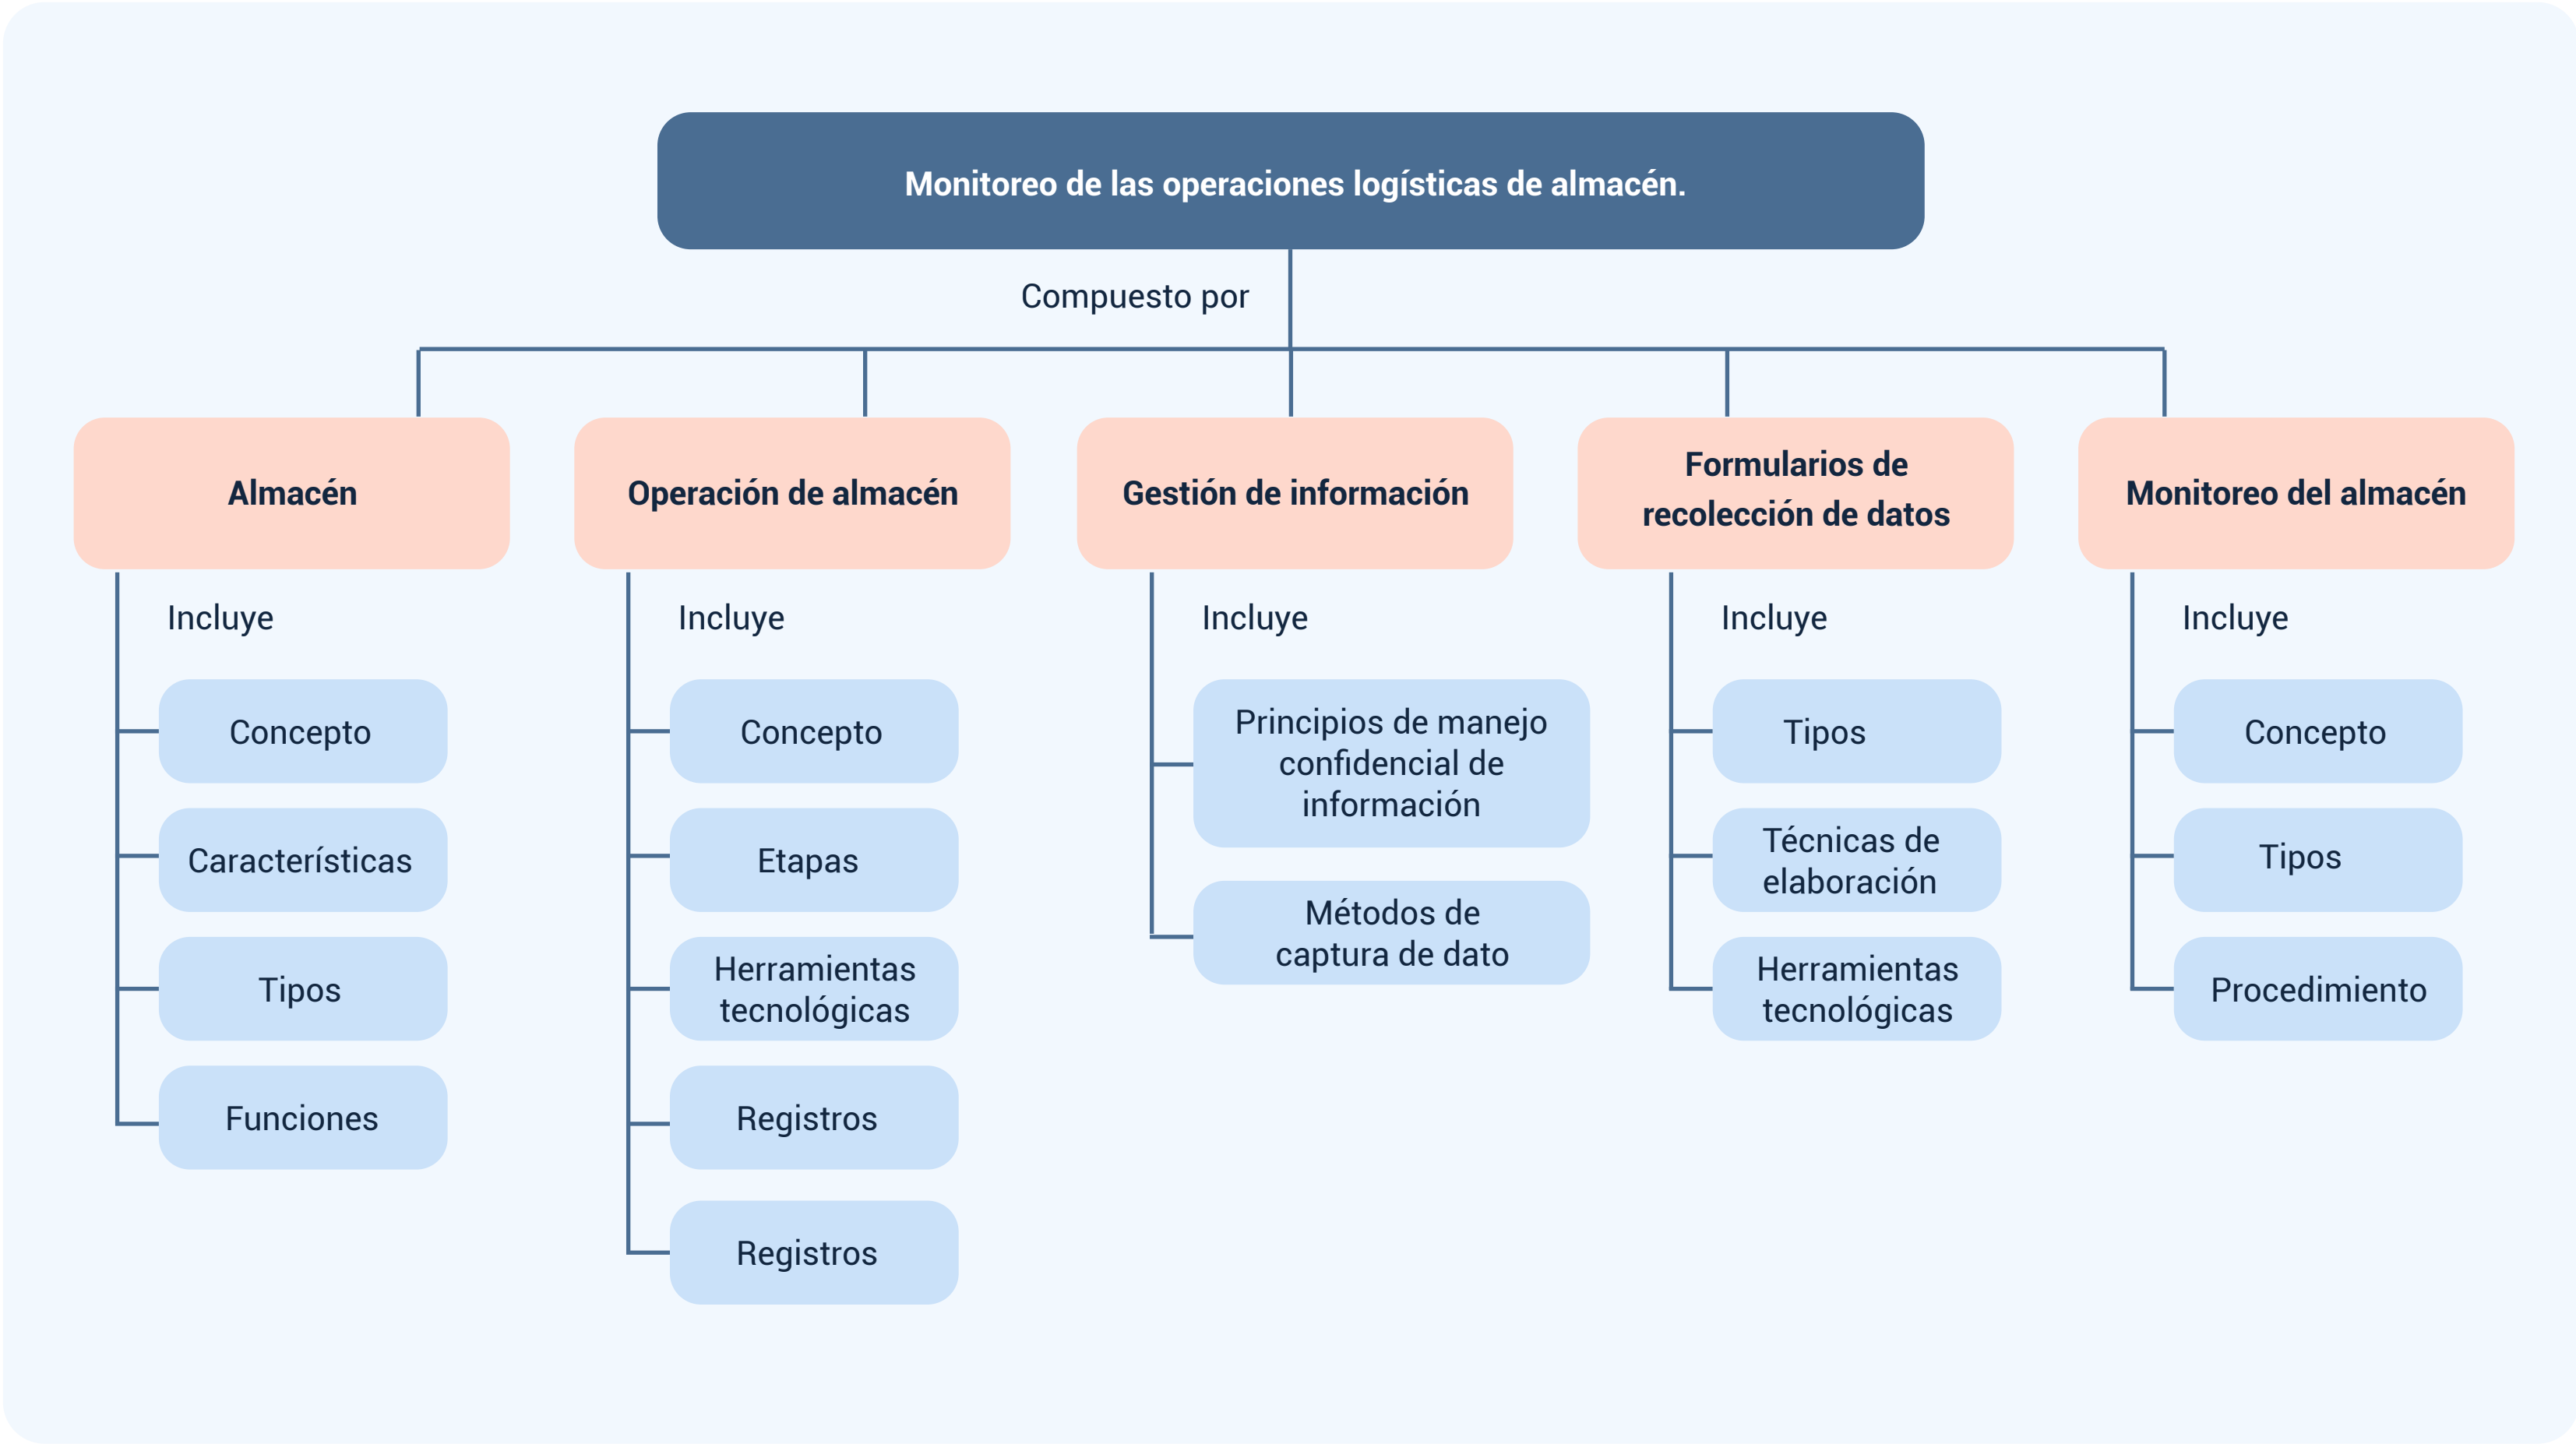 Monitoreo de las operaciones logísticas de almacén.
Compuesto por
Almacén
Incluye
Concepto
Características
Tipos
Funciones
Operación de almacén
Incluye
Concepto
Etapas
Herramientas
tecnológicas
Registros
Registros
Gestión de información
Incluye
Principios de manejo
confidencial de
información
Métodos de
captura de dato
Formularios de
recolección de datos
Incluye
Tipos
Técnicas de
elaboración
Herramientas
tecnológicas
Monitoreo del almacén
Incluye
Concepto
Tipos
Procedimiento